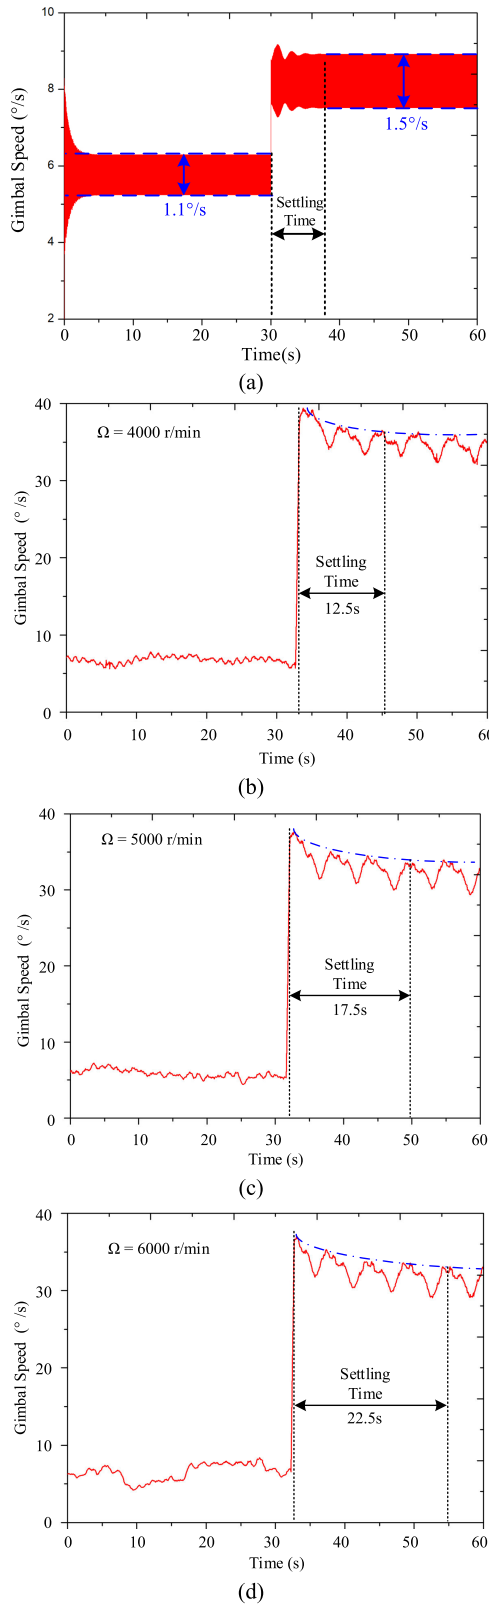 10
8
6
4
2
Gimbal Speed (°/s)
1.1°/s
1.5°/s
Settling
Time
0 10 20 30 40 50 60
Time(s)
(a)
40
30
20
10
0
Gimbal Speed (° /s)
Ω = 4000 r/min
Settling
Time
12.5s
0 10 20 30 40 50 60
Time (s)
(b)
40
30
20
10
0
Gimbal Speed (° /s)
Ω = 5000 r/min
Settling
Time
17.5s
0 10 20 30 40 50 60
Time (s)
(c)
40
30
20
10
0
Gimbal Speed (° /s)
Ω = 6000 r/min
Settling
Time
22.5s
0 10 20 30 40 50 60
Time (s)
(d)